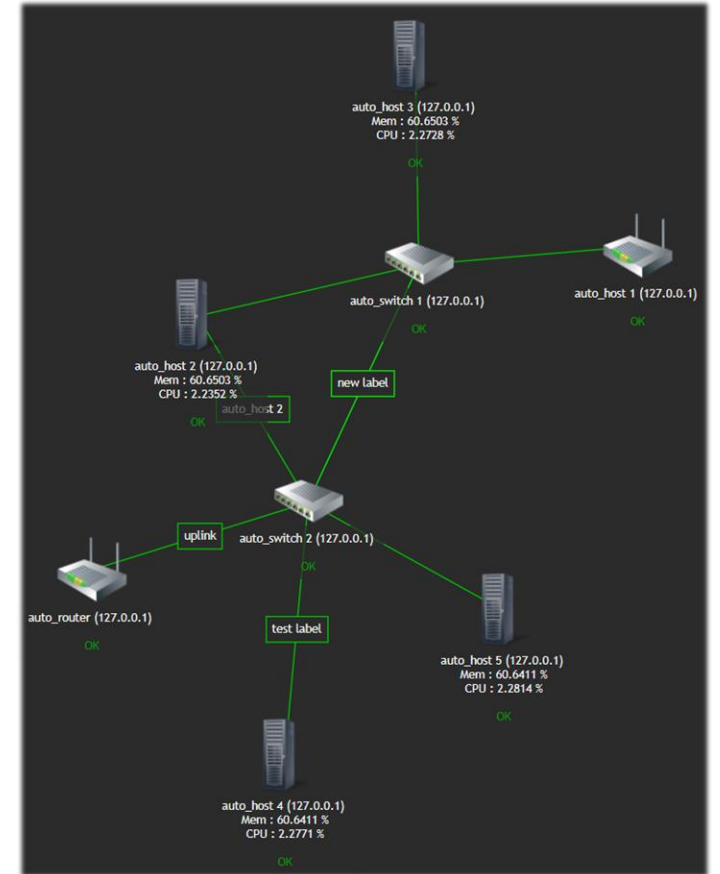 auto_host 3 (127.0.0.1)
Mem : 60.6503 %
CPU : 2.2728 %
OK
auto_host 1 (127.0.0.1)
OK
auto_switch 1 (127.0.0.1)
OK
auto_host 2 (127.0.0.1)
Mem : 60.6503 %
CPU : 2.2352 %
OK
new label
auto_host 2
uplink
auto_switch 2 (127.0.0.1)
OK
auto_router (127.0.0.1)
OK
test label
auto_host 5 (127.0.0.1)
Mem : 60.6411 %
CPU : 2.2814 %
OK
auto_host 4 (127.0.0.1)
Mem : 60.6411 %
CPU : 2.2771 %
OK